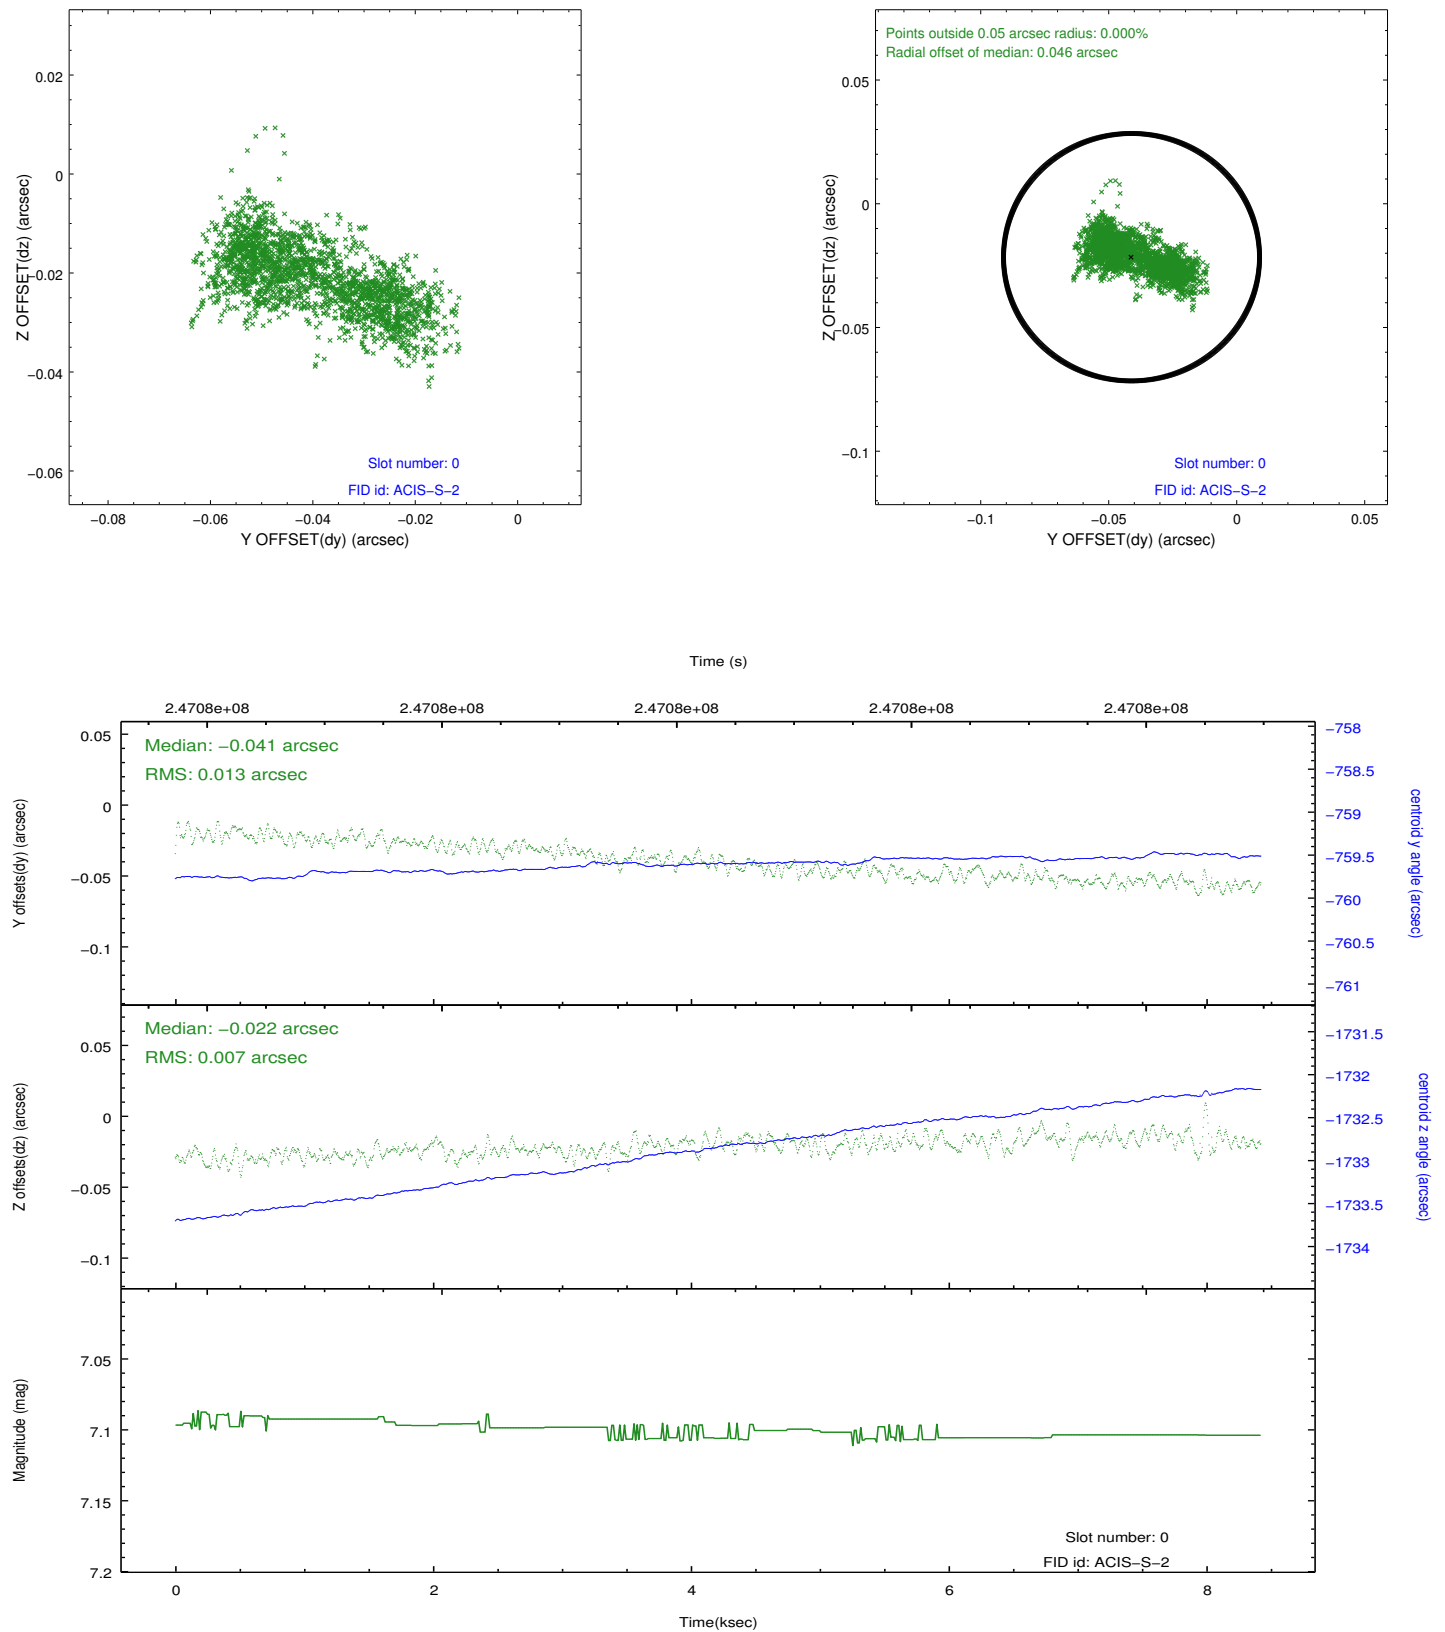 0.02
0
−0.02
−0.04
−0.06
Z OFFSET(dz) (arcsec)
Slot number: 0
FID id: ACIS−S−2
−0.08
−0.06
−0.04
−0.02
0
Y OFFSET(dy) (arcsec)
Points outside 0.05 arcsec radius: 0.000%
Radial offset of median: 0.046 arcsec
0.05
0
−0.05
−0.1
Z OFFSET(dz) (arcsec)
Slot number: 0
FID id: ACIS−S−2
−0.1
−0.05
0
0.05
Y OFFSET(dy) (arcsec)
Time (s)
2.4708e+08
2.4708e+08
2.4708e+08
2.4708e+08
2.4708e+08
Median: −0.041 arcsec
RMS: 0.013 arcsec
0.05
0
−0.05
−0.1
Y offsets(dy) (arcsec)
−758
−758.5
−759
−759.5
−760
−760.5
−761
centroid y angle (arcsec)
Median: −0.022 arcsec
RMS: 0.007 arcsec
0.05
0
−0.05
−0.1
Z offsets(dz) (arcsec)
−1731.5
−1732
−1732.5
−1733
−1733.5
−1734
centroid z angle (arcsec)
7.05
7.1
7.15
7.2
Magnitude (mag)
Slot number: 0
FID id: ACIS−S−2
0
2
4
6
8
Time(ksec)